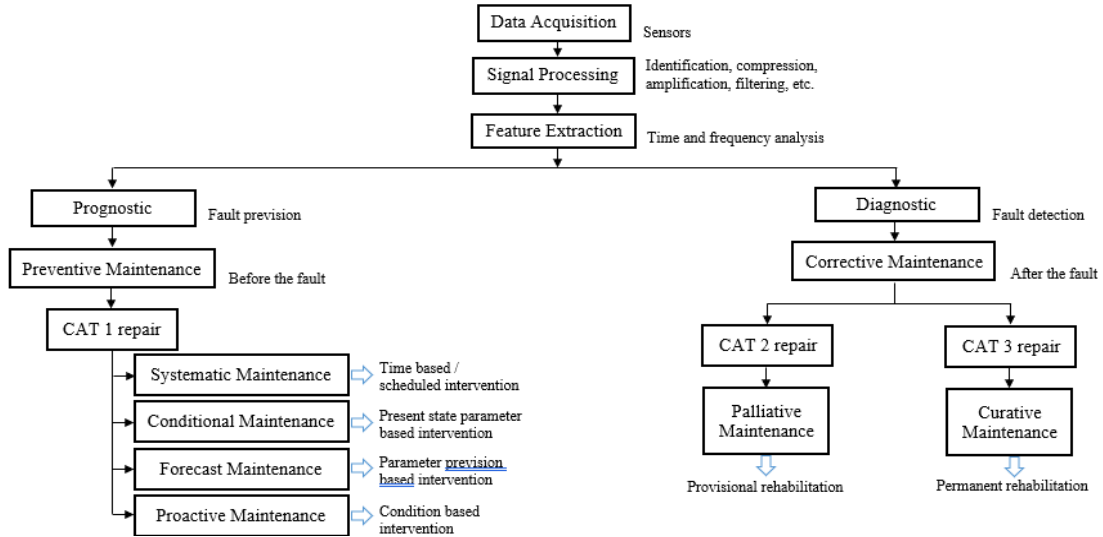 Data Acquisition
Sensors
Signal Processing
Identification, compression,
amplification, filtering, etc.
Feature Extraction
Time and frequency analysis
Prognostic
Fault prevision
Preventive Maintenance
Before the fault
CAT 1 repair
Systematic Maintenance
Time based /
scheduled intervention
Conditional Maintenance
Present state parameter
based intervention
Forecast Maintenance
Parameter prevision
based intervention
Proactive Maintenance
Condition based
intervention
Diagnostic
Fault detection
Corrective Maintenance
After the fault
CAT 2 repair
Palliative
Maintenance
Provisional rehabilitation
CAT 3 repair
Curative
Maintenance
Permanent rehabilitation